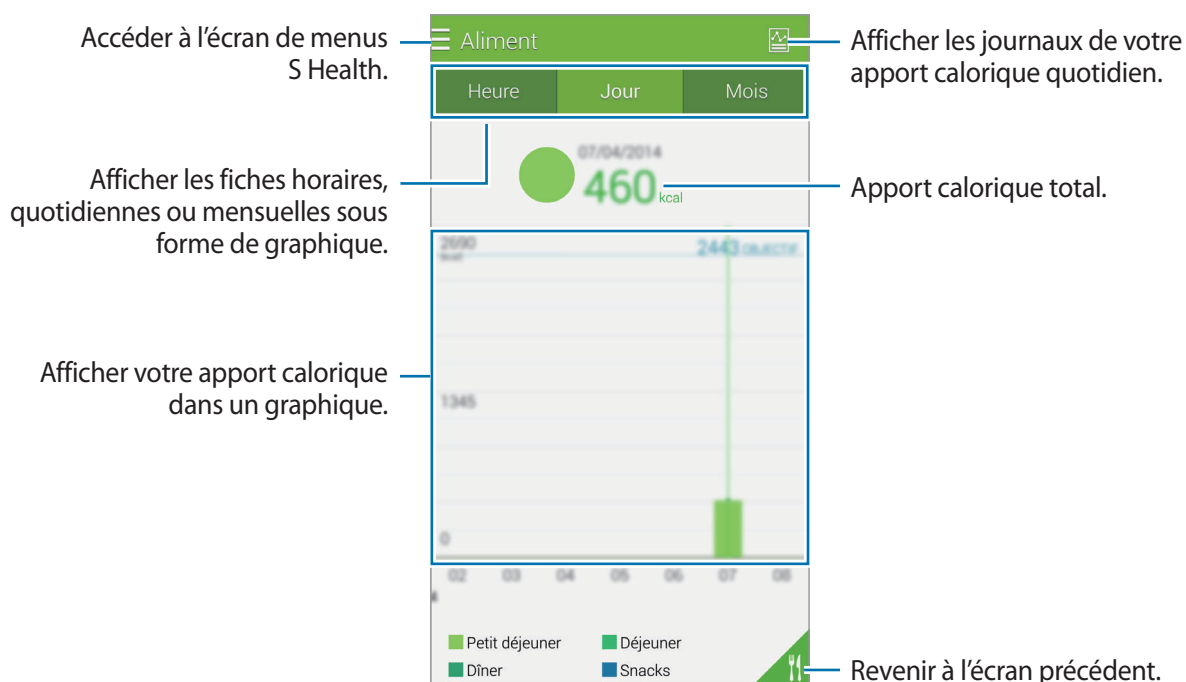 Accéder à l'écran de menus
S Health.
Aliment
Afficher les journaux de votre
apport calorique quotidien.
Heure
Jour
Mois
Afficher les fiches horaires,
quotidiennes ou mensuelles sous
forme de graphique.
07/04/2014
460 kcal
Apport calorique total.
2690
kcal
2443 OBJECTIF
Afficher votre apport calorique
dans un graphique.
1345
0
02 03 04 05 06 07 08
4
Petit déjeuner
Déjeuner
Dîner
Snacks
Revenir à l'écran précédent.